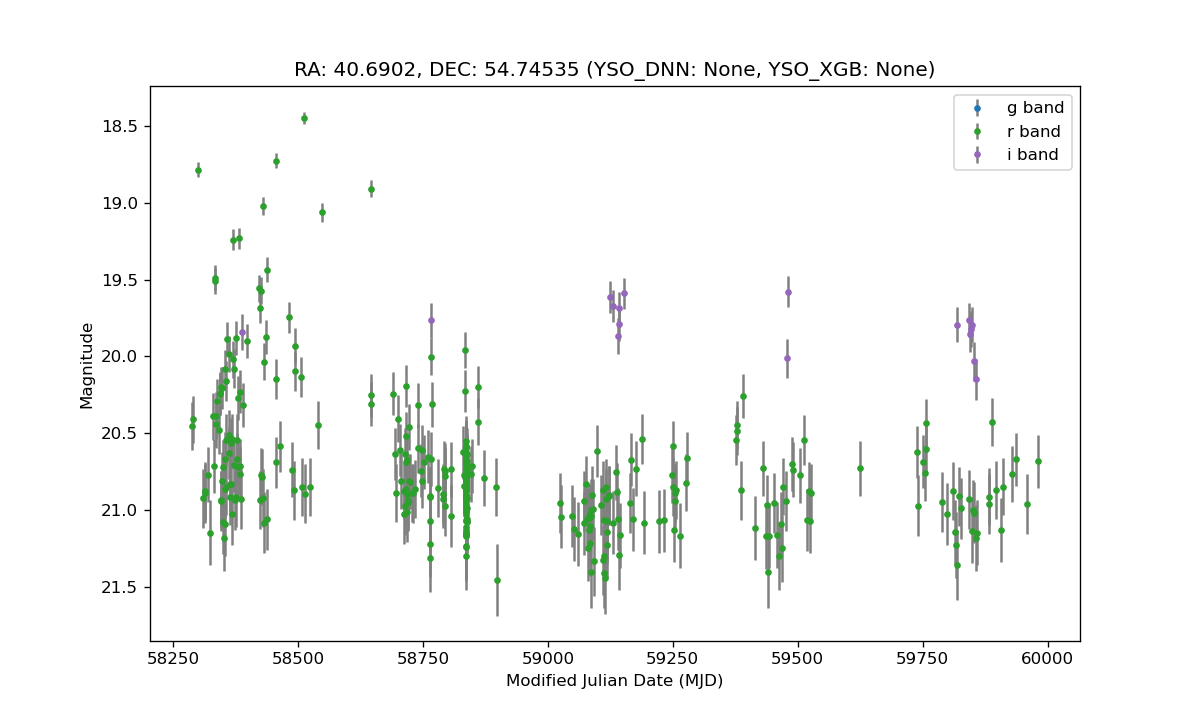 RA: 40.6902, DEC: 54.74535 (YSO_DNN: None, YSO_XGB: None)
g band
r band
i band
18.5
19.0
19.5
20.0
20.5
21.0
21.5
Magnitude
58250 58500 58750 59000 59250 59500 59750 60000
Modified Julian Date (MJD)